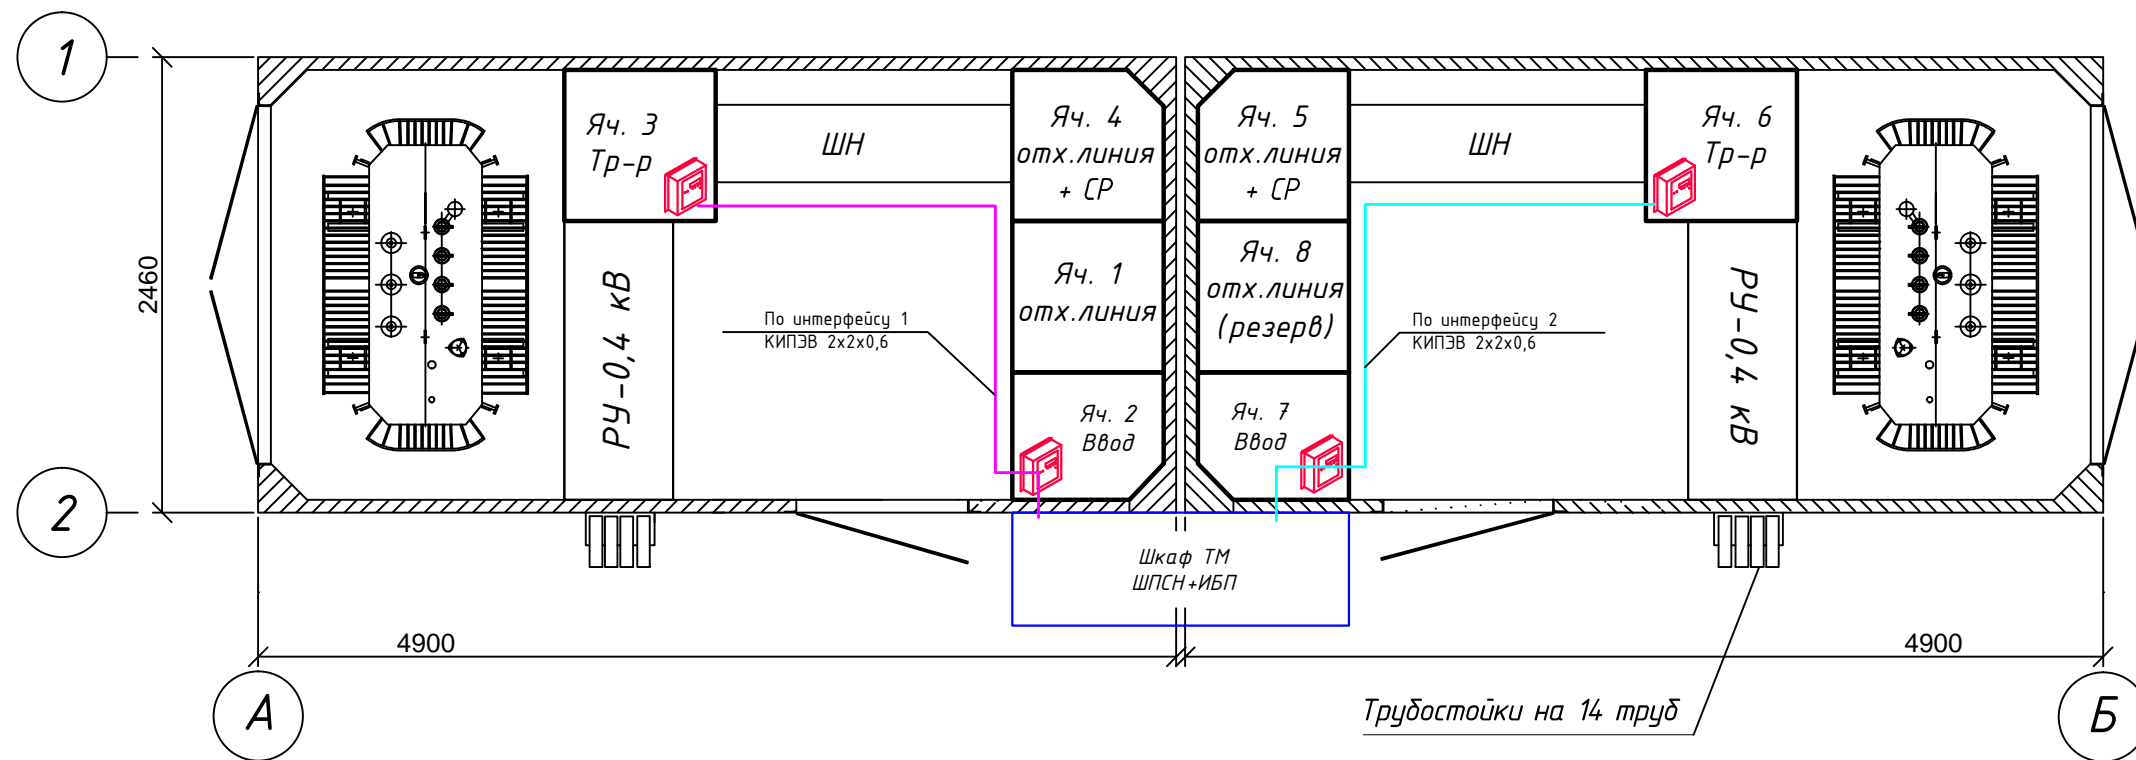 1
2
2460
Яч. 3
Тр-р
ШН
Яч. 4
отх.линия
+ СР
Яч. 5
отх.линия
+ СР
ШН
Яч. 6
Тр-р
РУ-0,4 кВ
По интерфейсу 1
КИПЭВ 2х2х0,6
Яч. 1
отх.линия
Яч. 8
отх.линия
(резерв)
По интерфейсу 2
КИПЭВ 2х2х0,6
РУ-0,4 кВ
Яч. 2
Ввод
Яч. 7
Ввод
Шкаф ТМ
ШПСН+ИБП
4900
4900
А
Трубостойки на 14 труб
Б